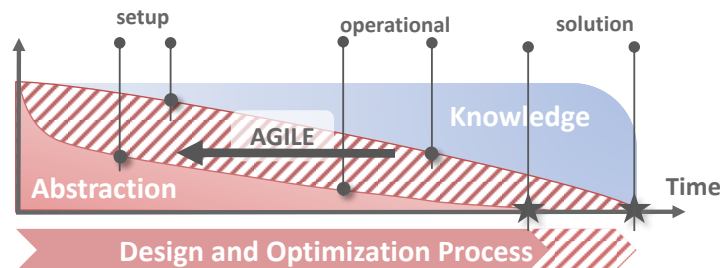 setup
operational
solution
AGILE
Knowledge
Abstraction
Time
Design and Optimization Process